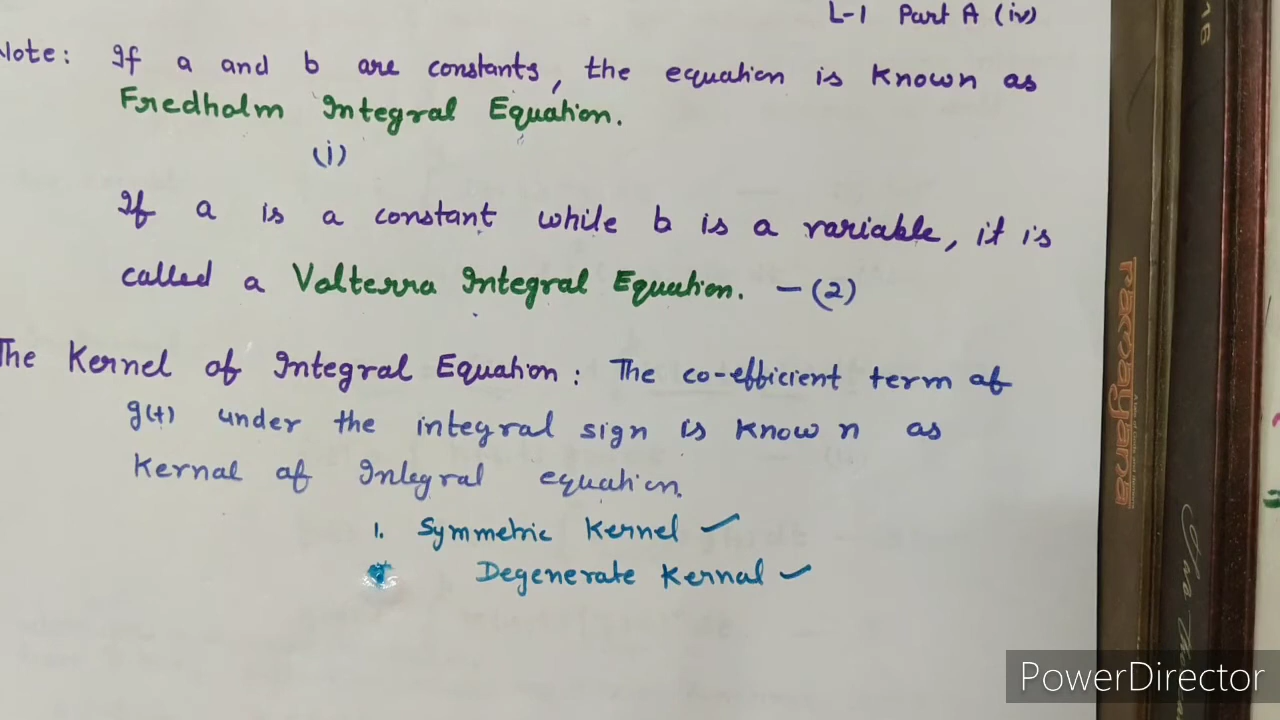 L-1 Part A (iv)
Note: If a and b are constants, the equation is known as
Fredholm Integral Equation.
(i)
If a is a constant while b is a variable, it is
called a Volterra Integral Equation. - (2)
The Kernel of Integral Equation: The co-efficient term of
g(t) under the integral sign is known as
Kernal of Integral equation.
1. Symmetric Kernel ✓
Degenerate Kernal ✓
racayana
PowerDirector